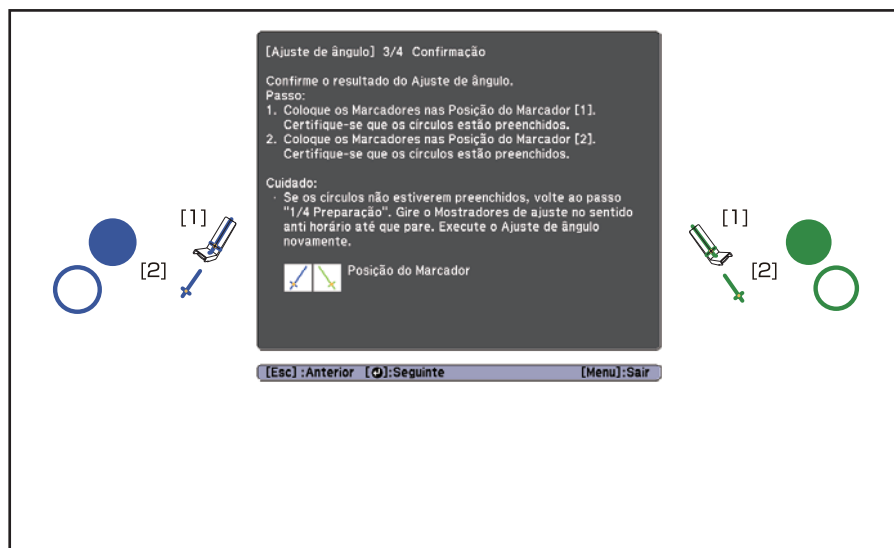 [Ajuste de ângulo] 3/4 Confirmação
Confirme o resultado do Ajuste de ângulo.
Passo:
1. Coloque os Marcadores nas Posição do Marcador [1].
Certifique-se que os círculos estão preenchidos.
2. Coloque os Marcadores nas Posição do Marcador [2].
Certifique-se que os círculos estão preenchidos.
Cuidado:
· Se os círculos não estiverem preenchidos, volte ao passo
"1/4 Preparação". Gire o Mostradores de ajuste no sentido
anti horário até que pare. Execute o Ajuste de ângulo
novamente.
Posição do Marcador
[1]
[2]
[1]
[2]
[Esc] :Anterior [⏎]:Seguinte [Menu]:Sair